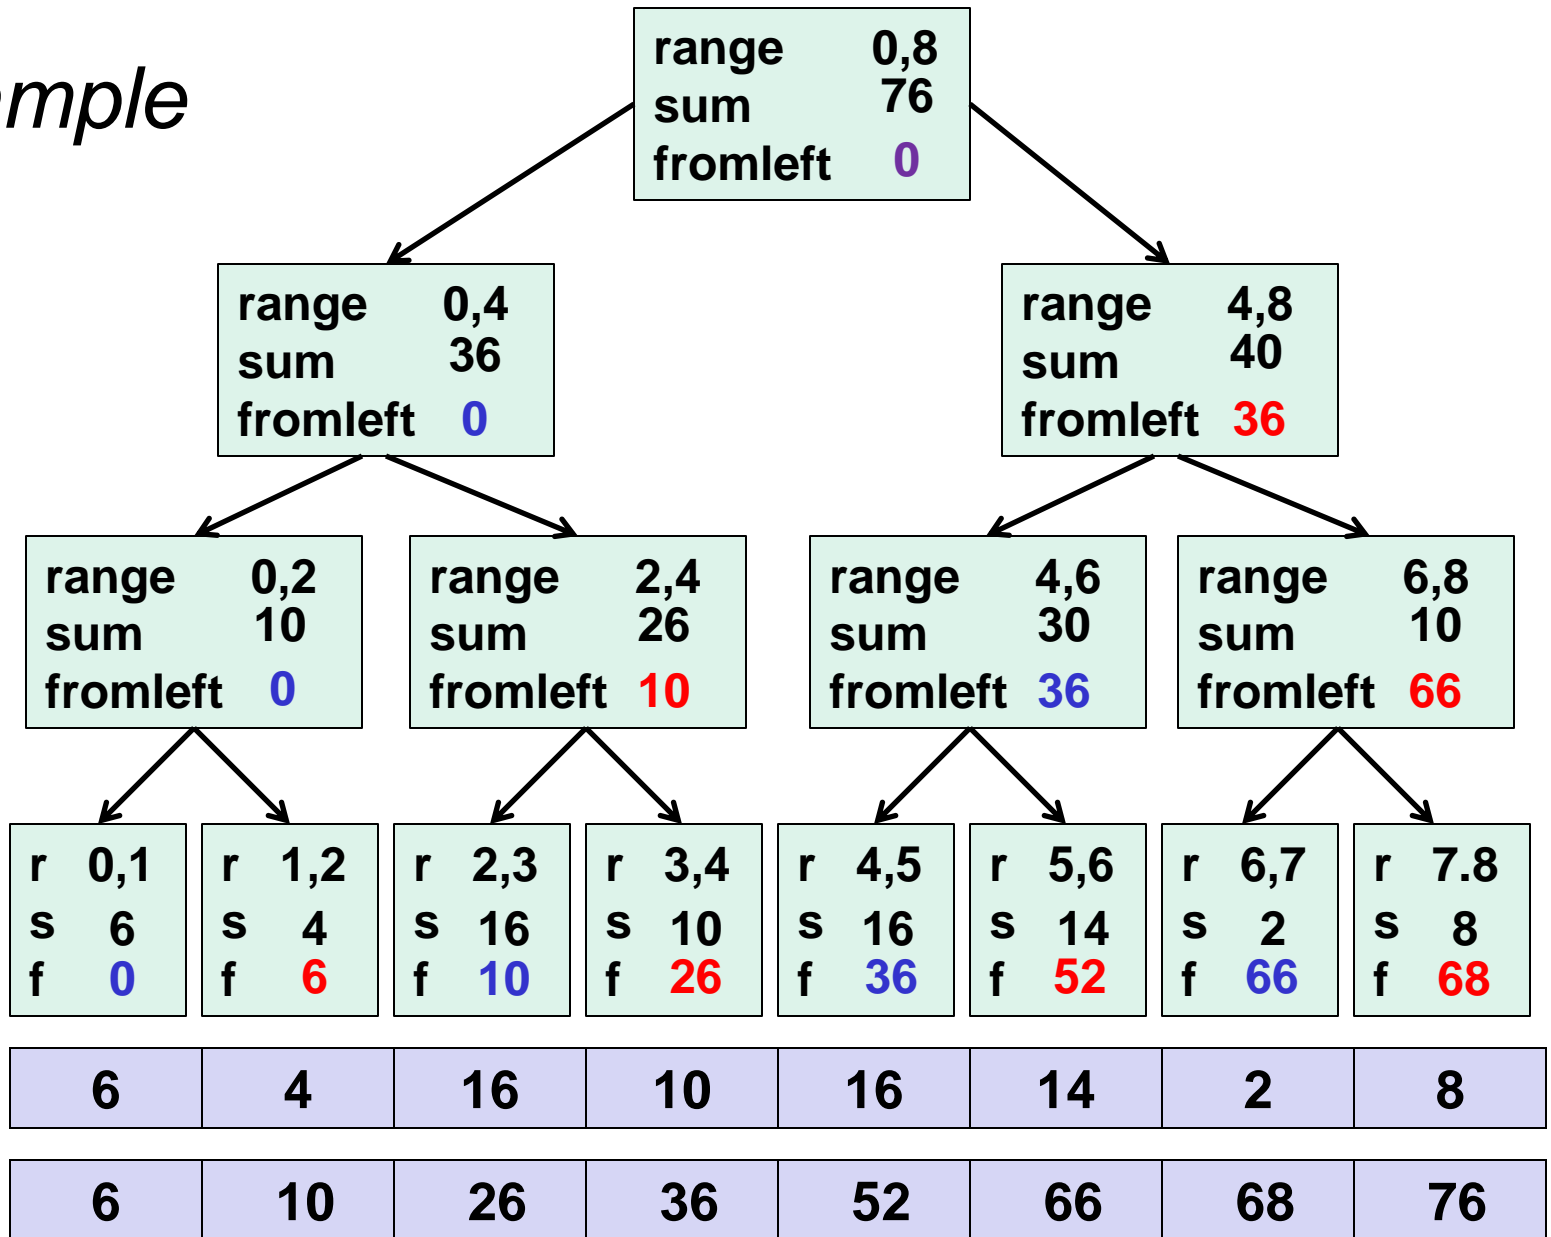 mple
range 0,8
sum 76
fromleft 0
range 0,4
sum 36
fromleft 0
range 4,8
sum 40
fromleft 36
range 0,2
sum 10
fromleft 0
range 2,4
sum 26
fromleft 10
range 4,6
sum 30
fromleft 36
range 6,8
sum 10
fromleft 66
r 0,1
s 6
f 0
r 1,2
s 4
f 6
r 2,3
s 16
f 10
r 3,4
s 10
f 26
r 4,5
s 16
f 36
r 5,6
s 14
f 52
r 6,7
s 2
f 66
r 7.8
s 8
f 68
6 4 16 10 16 14 2 8
6 10 26 36 52 66 68 76